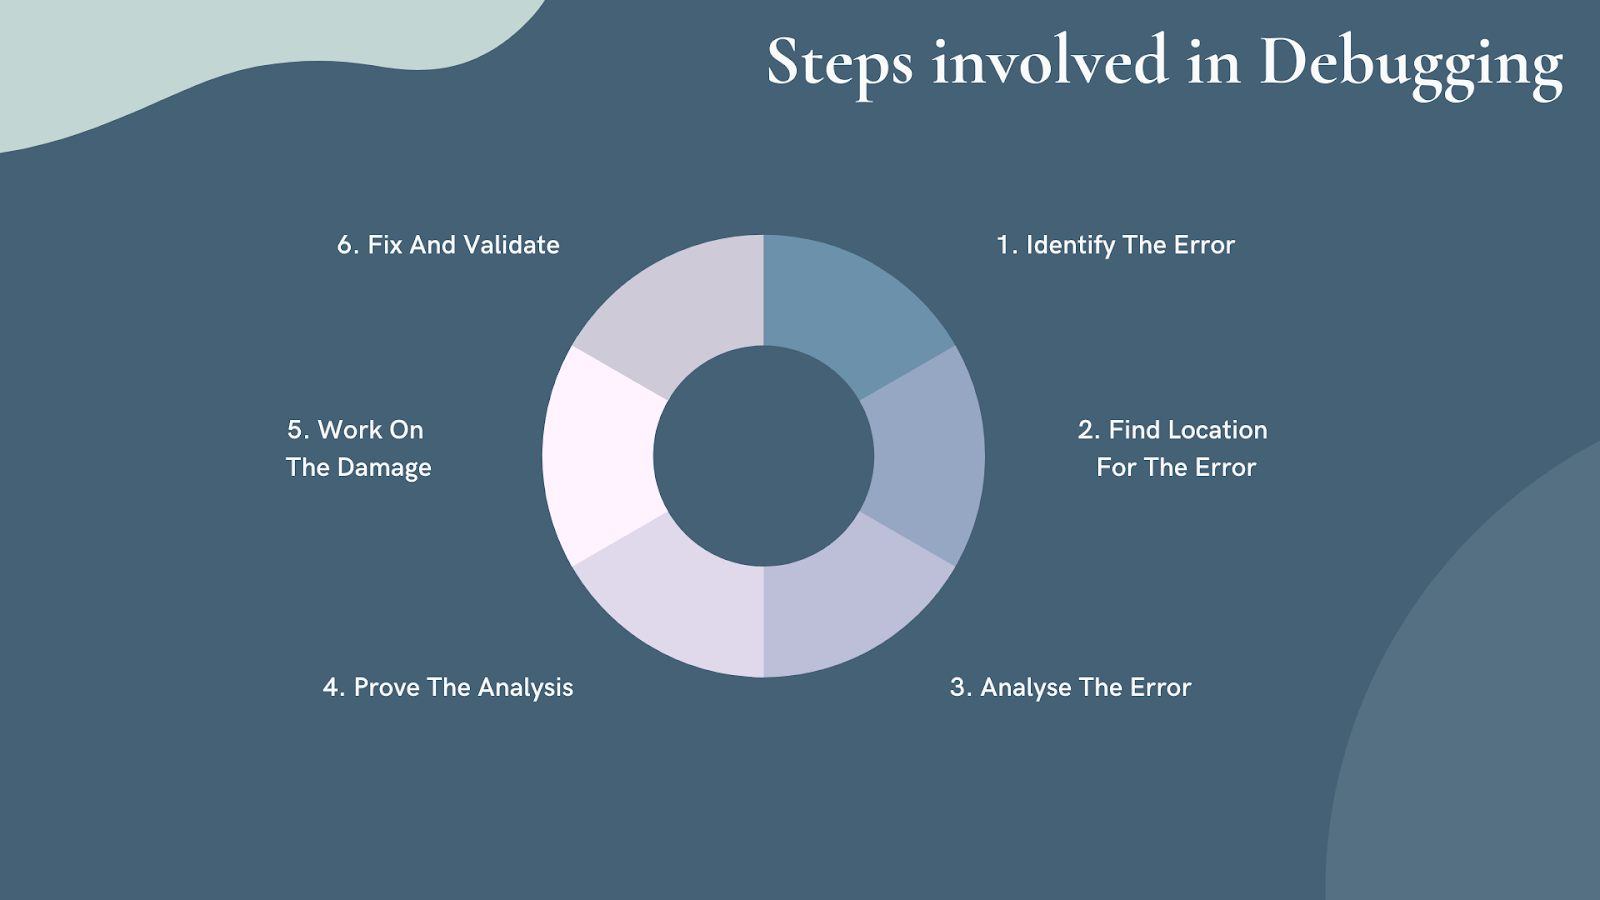 Steps involved in Debugging
1. Identify The Error
2. Find Location
For The Error
3. Analyse The Error
4. Prove The Analysis
5. Work On
The Damage
6. Fix And Validate